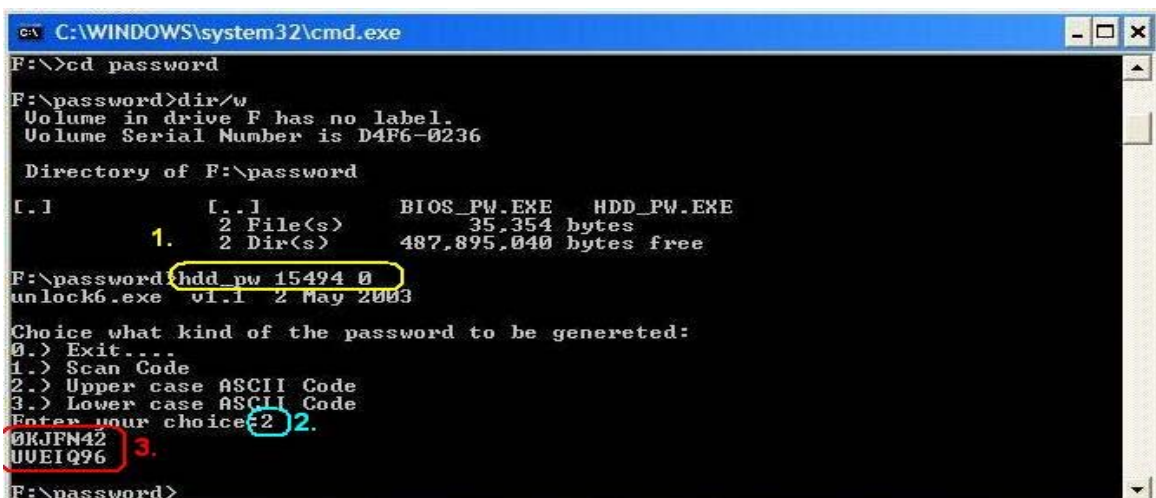 C:\WINDOWS\system32\cmd.exe
F:\>cd password
F:\password>dir/w
Volume in drive F has no label.
Volume Serial Number is D4F6-0236
Directory of F:\password
[.] [..] BIOS_PW.EXE HDD_PW.EXE
2 File(s) 35,354 bytes
1. 2 Dir(s) 487,895,040 bytes free
F:\password>hdd_pw 15494 0
unlock6.exe v1.1 2 May 2003
Choice what kind of the password to be genereted:
0.> Exit....
1.> Scan Code
2.> Upper case ASCII Code
3.> Lower case ASCII Code
Enter your choice:2 2.
0KJFN42
UVEIQ96 3.
F:\password>